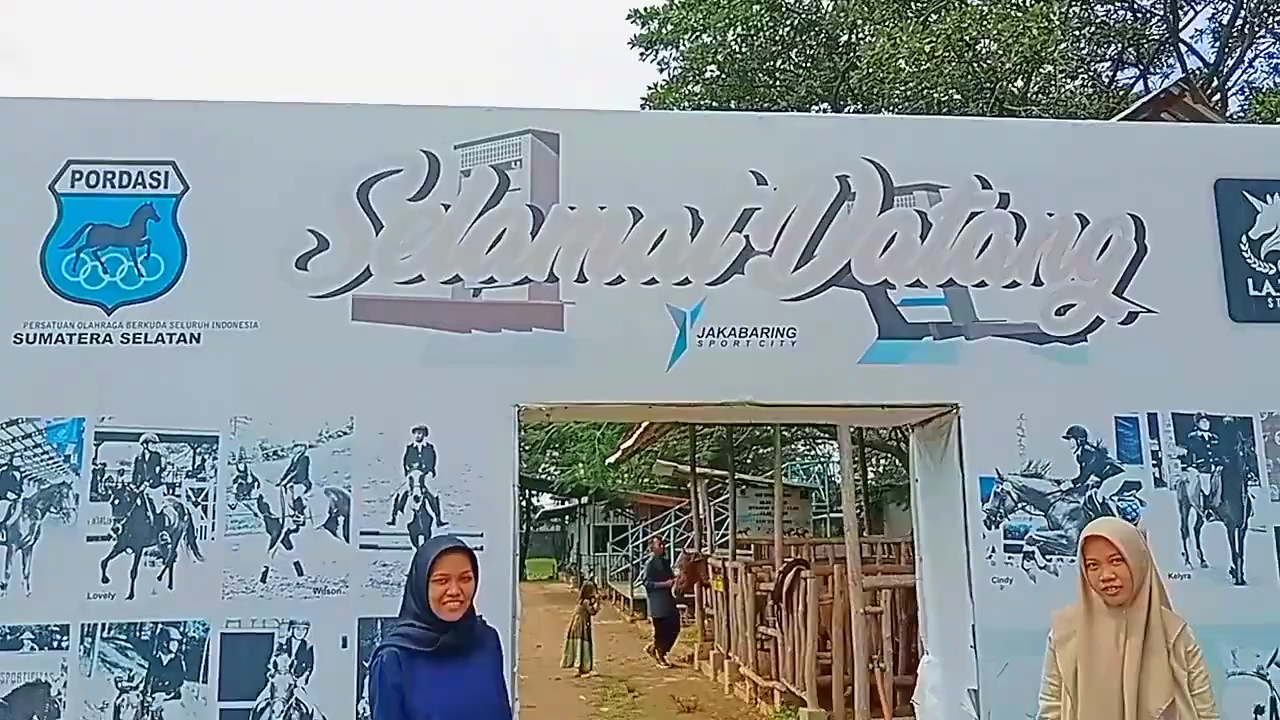 PORDASI
PERSATUAN OLAHRAGA BERKUDA SELURUH INDONESIA
SUMATERA SELATAN
Selamat Datang
JAKABARING
SPORT CITY
Lovely
Wilson
Cindy
Kelyra